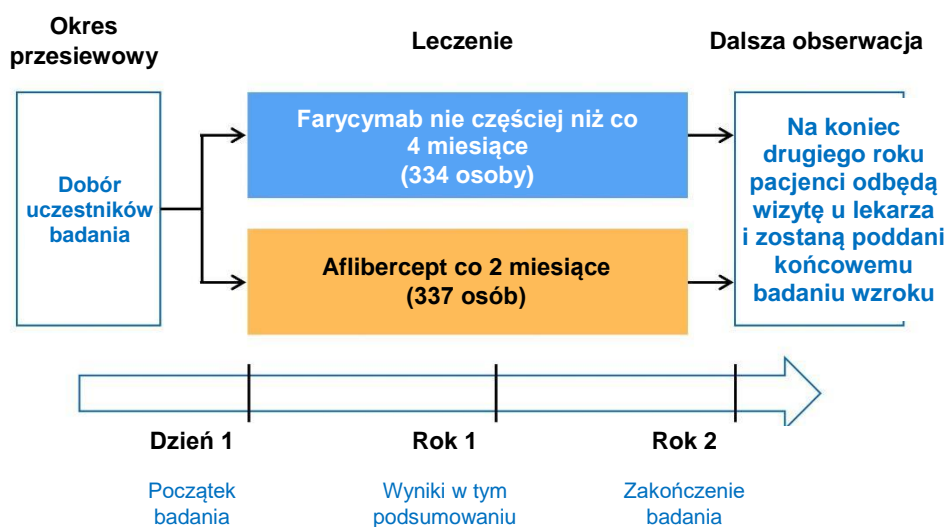 Okres
przesiewowy
Leczenie
Dalsza obserwacja
Dobór
uczestników
badania
Farycymab nie częściej niż co
4 miesiące
(334 osoby)
Aflibercept co 2 miesiące
(337 osób)
Na koniec
drugiego roku
pacjenci odbędą
wizytę u lekarza
i zostaną poddani
końcowemu
badaniu wzroku
Dzień 1
Rok 1
Rok 2
Początek
badania
Wyniki w tym
podsumowaniu
Zakończenie
badania